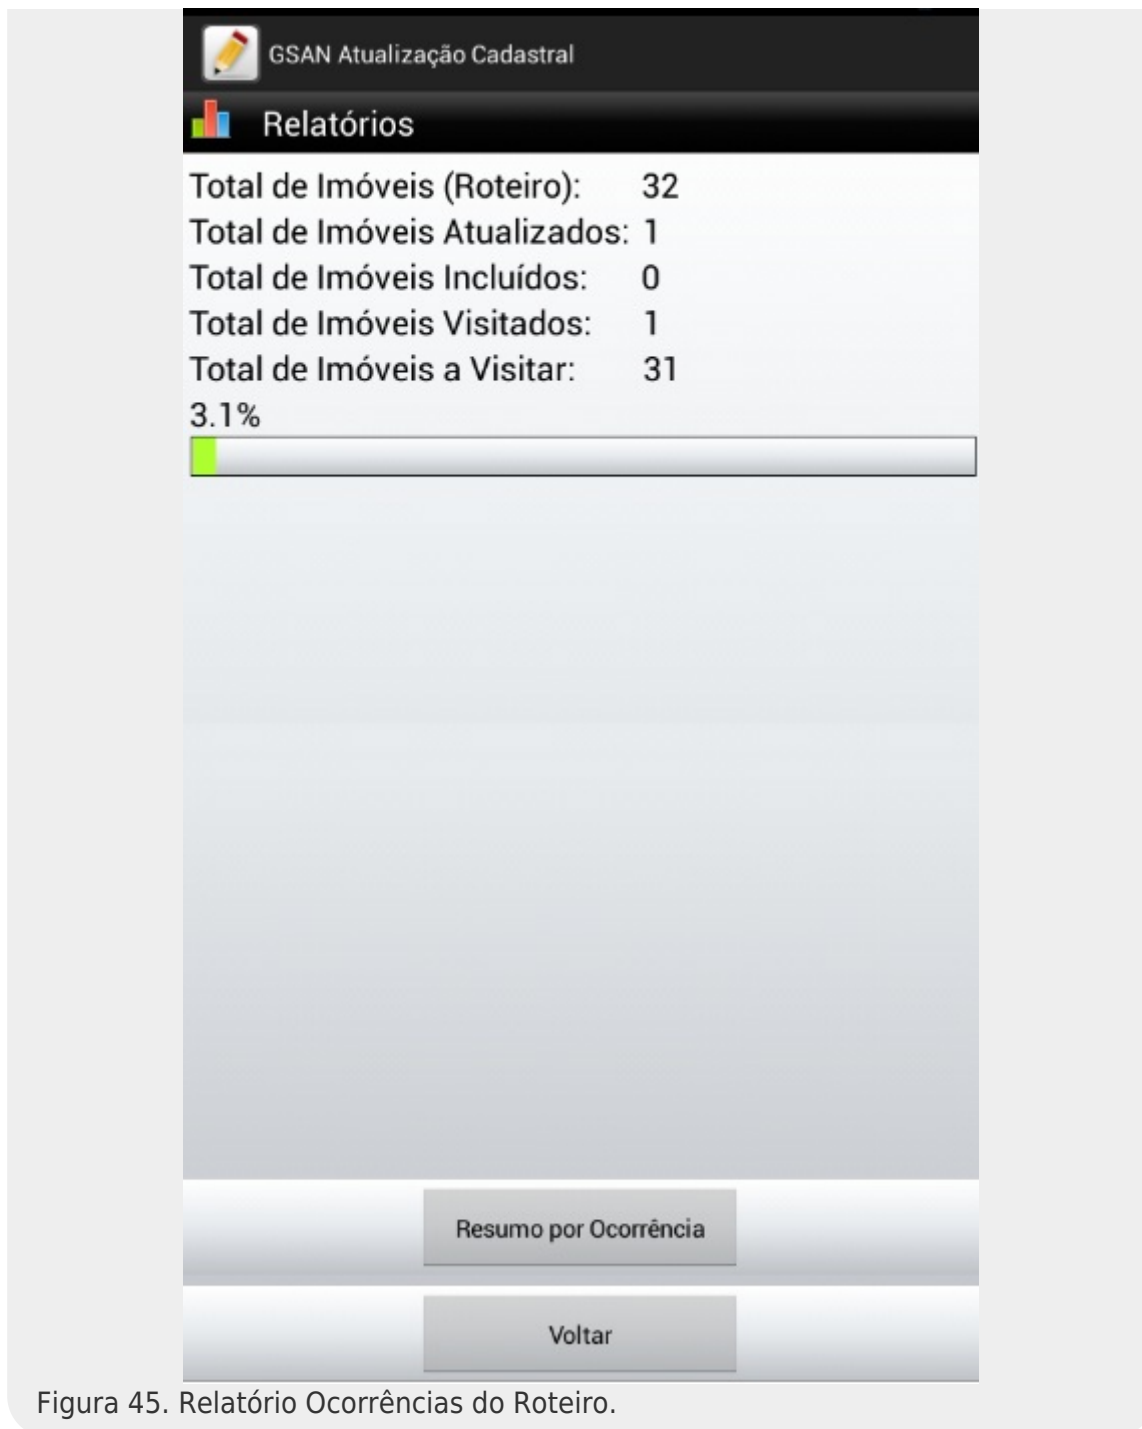 GSAN Atualização Cadastral
Relatórios
Total de Imóveis (Roteiro): 32
Total de Imóveis Atualizados: 1
Total de Imóveis Incluídos: 0
Total de Imóveis Visitados: 1
Total de Imóveis a Visitar: 31
3.1%
Resumo por Ocorrência
Voltar
Figura 45. Relatório Ocorrências do Roteiro.